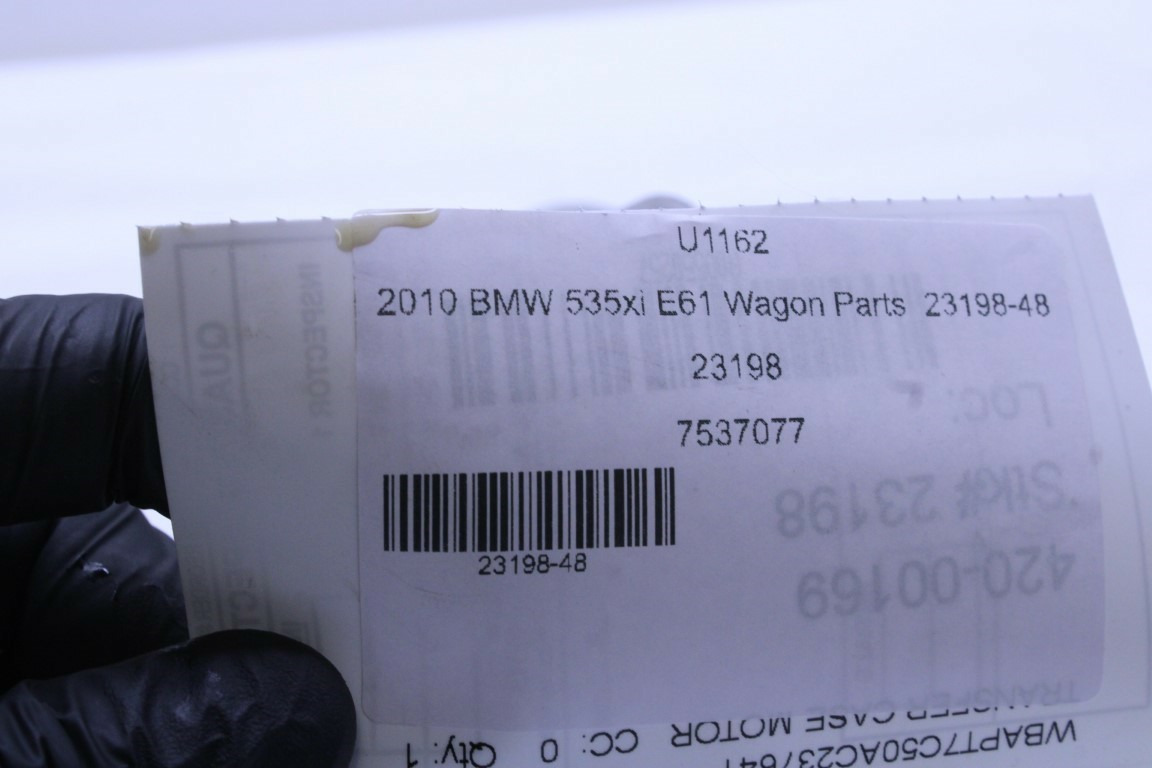 U1162
2010 BMW 535xi E61 Wagon Parts 23198-48
23198
7537077
23198-48
INSPECTOR
Loc:
Stk# 23198
420-00169
TRANSFER CASE MOTOR CC: 0 Qty: 1